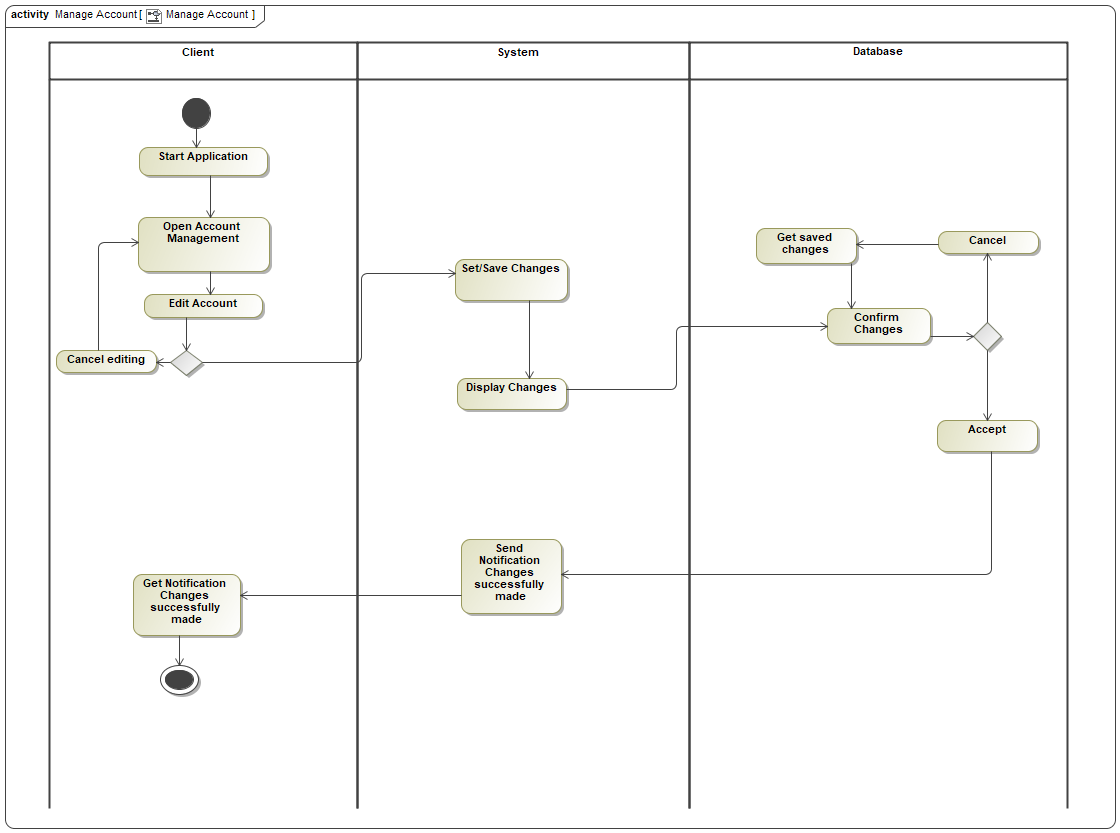 activity Manage Account[ Manage Account ]
Client
System
Database
Start Application
Open Account
Management
Edit Account
Cancel editing
Set/Save Changes
Display Changes
Get saved
changes
Cancel
Confirm
Changes
Accept
Send
Notification
Changes
successfully
made
Get Notification
Changes
successfully
made